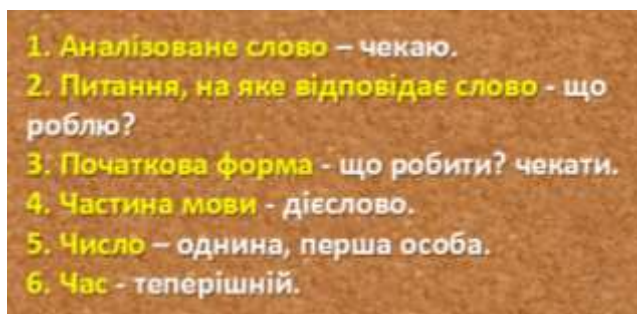 1. Аналізоване слово – чекаю.
2. Питання, на яке відповідає слово - що
роблю?
3. Початкова форма - що робити? чекати.
4. Частина мови - дієслово.
5. Число – однина, перша особа.
6. Час - теперішній.